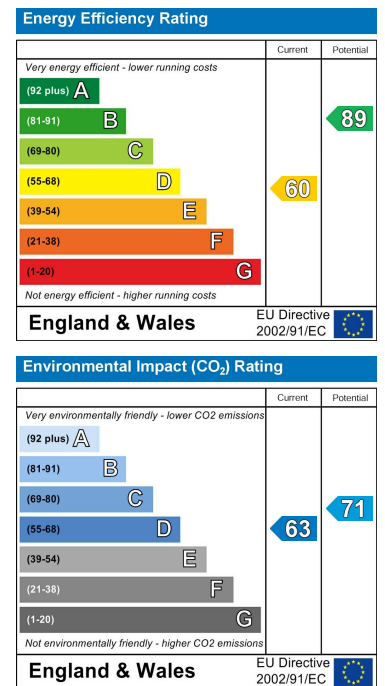 Energy Efficiency Rating
Current Potential
Very energy efficient - lower running costs
(92 plus) A
(81-91) B
89
(69-80) C
(55-68) D
60
(39-54) E
(21-38) F
(1-20) G
Not energy efficient - higher running costs
England & Wales
EU Directive
2002/91/EC
Environmental Impact (CO₂) Rating
Current Potential
Very environmentally friendly - lower CO2 emissions
(92 plus) A
(81-91) B
(69-80) C
71
(55-68) D
63
(39-54) E
(21-38) F
(1-20) G
Not environmentally friendly - higher CO2 emissions
England & Wales
EU Directive
2002/91/EC